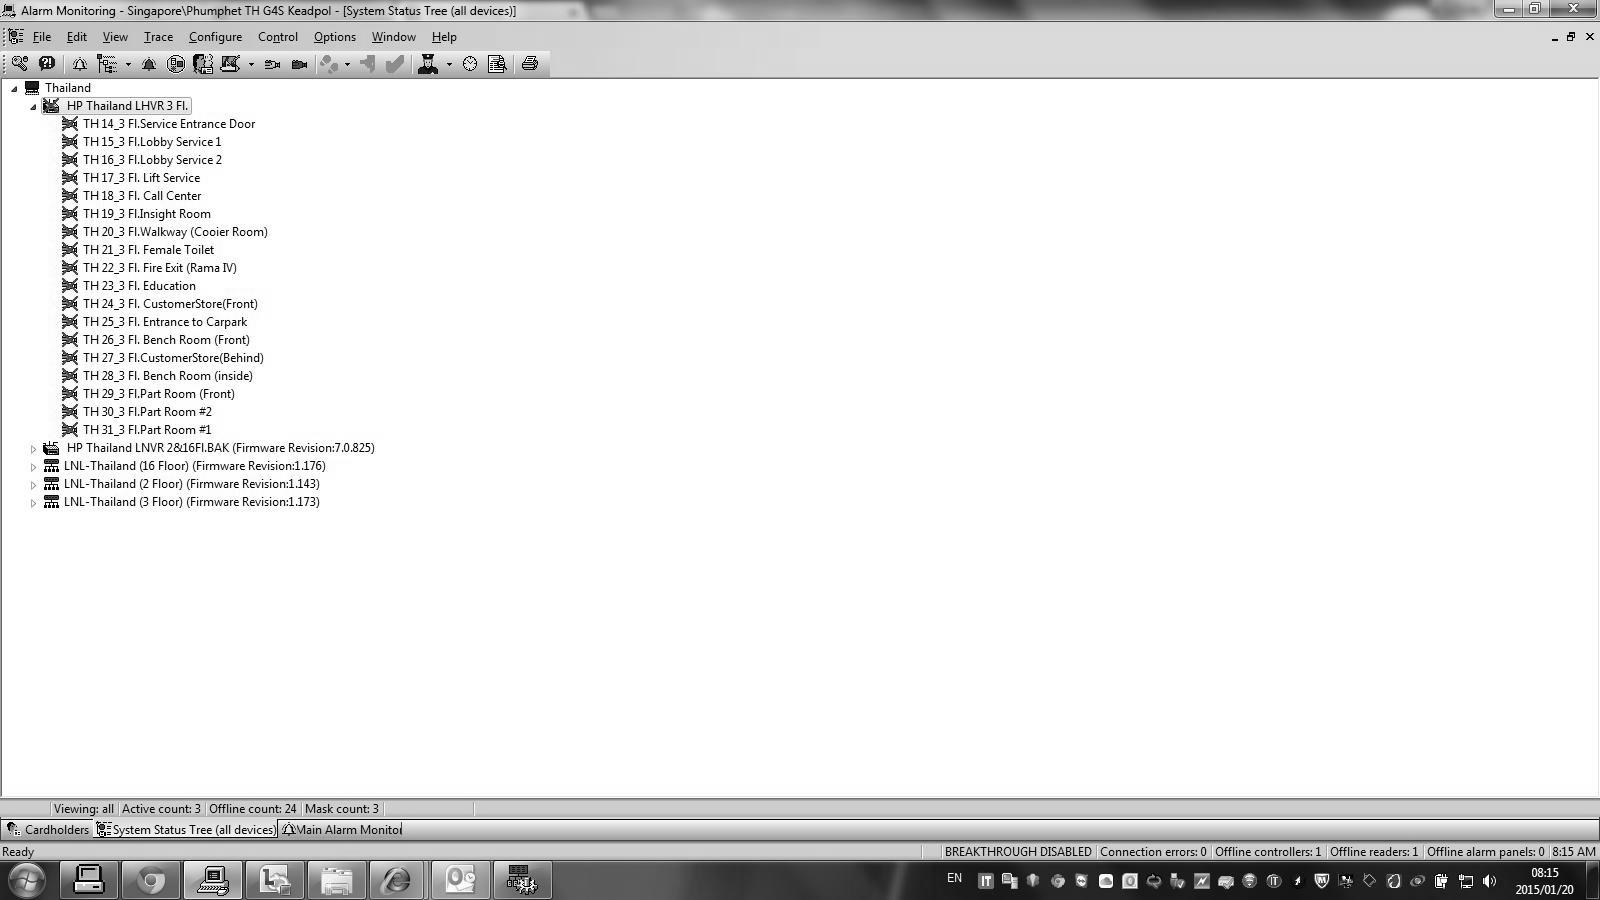 Alarm Monitoring - Singapore\Phumphet TH G4S Keadpol - [System Status Tree (all devices)]
File Edit View Trace Configure Control Options Window Help
Thailand
HP Thailand LHVR 3 Fl.
TH 14_3 Fl.Service Entrance Door
TH 15_3 Fl.Lobby Service 1
TH 16_3 Fl.Lobby Service 2
TH 17_3 Fl. Lift Service
TH 18_3 Fl. Call Center
TH 19_3 Fl.Insight Room
TH 20_3 Fl.Walkway (Cooier Room)
TH 21_3 Fl. Female Toilet
TH 22_3 Fl. Fire Exit (Rama IV)
TH 23_3 Fl. Education
TH 24_3 Fl. CustomerStore(Front)
TH 25_3 Fl. Entrance to Carpark
TH 26_3 Fl. Bench Room (Front)
TH 27_3 Fl.CustomerStore(Behind)
TH 28_3 Fl. Bench Room (inside)
TH 29_3 Fl.Part Room (Front)
TH 30_3 Fl.Part Room #2
TH 31_3 Fl.Part Room #1
HP Thailand LNVR 2&16Fl.BAK (Firmware Revision:7.0.825)
LNL-Thailand (16 Floor) (Firmware Revision:1.176)
LNL-Thailand (2 Floor) (Firmware Revision:1.143)
LNL-Thailand (3 Floor) (Firmware Revision:1.173)
Viewing: all Active count: 3 Offline count: 24 Mask count: 3
Cardholders System Status Tree (all devices) Main Alarm Monitor
Ready BREAKTHROUGH DISABLED Connection errors: 0 Offline controllers: 1 Offline readers: 1 Offline alarm panels: 0 8:15 AM
EN IT 08:15
2015/01/20